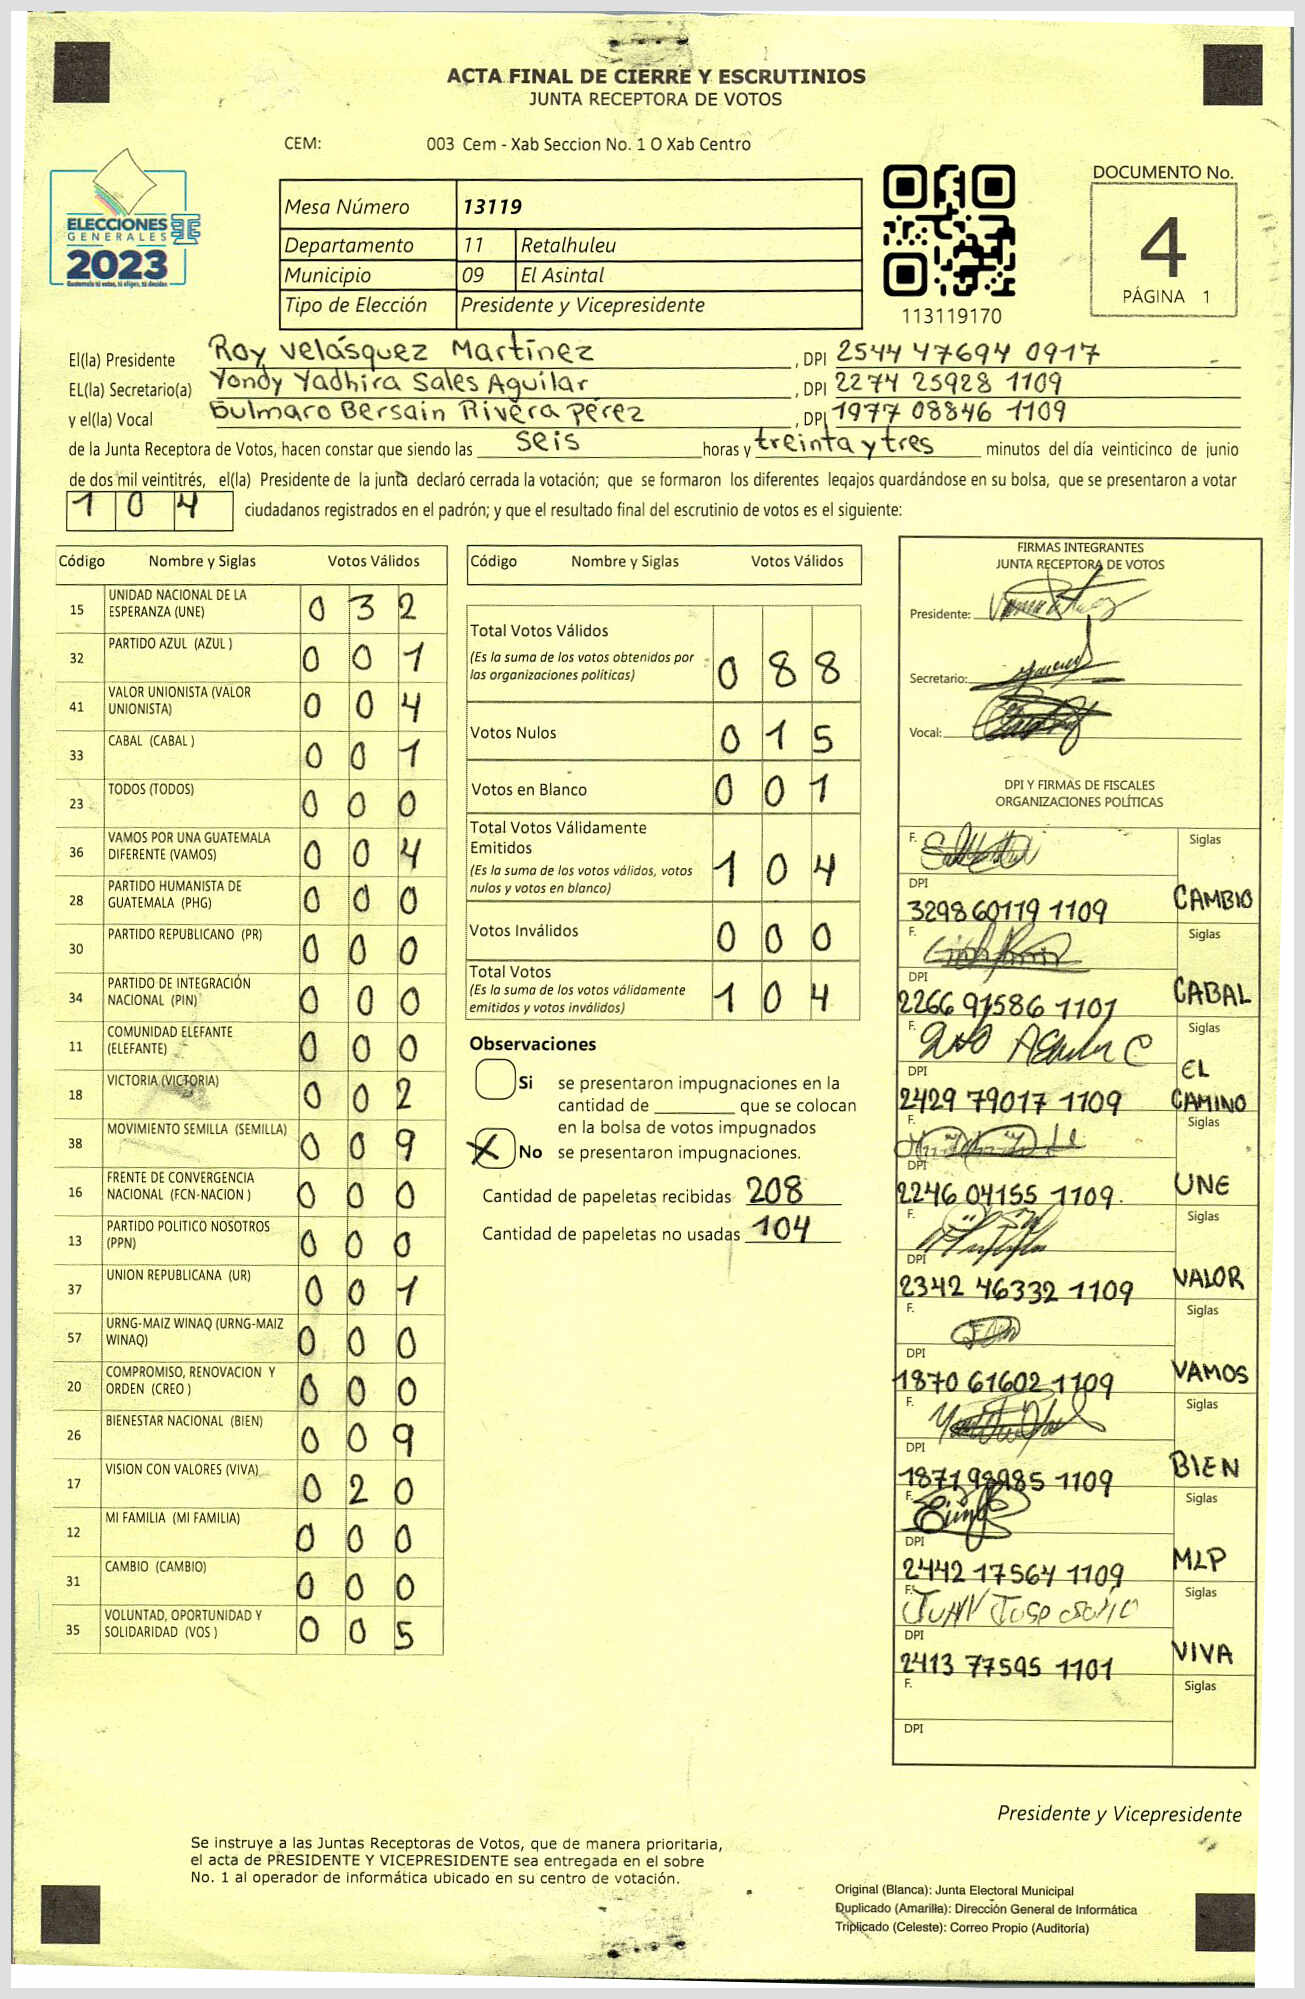 ACTA FINAL DE CIERRE Y ESCRUTINIOS
JUNTA RECEPTORA DE VOTOS
CEM: 003 Cem - Xab Seccion No. 1 O Xab Centro
ELECCIONES
GENERALES
2023
Guatemala tú votas, tú eliges, tú decides
Mesa Número 13119
Departamento 11 Retalhuleu
Municipio 09 El Asintal
Tipo de Elección Presidente y Vicepresidente
113119170
DOCUMENTO No.
4
PÁGINA 1
El(la) Presidente Roy Velásquez Martínez, DPI 2544 47694 0917
EL(la) Secretario(a) Yondy Yadhira Sales Aguilar, DPI 2274 25928 1109
y el(la) Vocal Bulmaro Bersain Rivera Pérez, DPI 1977 08846 1109
de la Junta Receptora de Votos, hacen constar que siendo las seis horas y treinta y tres minutos del día veinticinco de junio
de dos mil veintitrés, el(la) Presidente de la junta declaró cerrada la votación; que se formaron los diferentes legajos guardándose en su bolsa, que se presentaron a votar
104 ciudadanos registrados en el padrón; y que el resultado final del escrutinio de votos es el siguiente:
Código Nombre y Siglas Votos Válidos
15 UNIDAD NACIONAL DE LA ESPERANZA (UNE) 0 3 2
32 PARTIDO AZUL (AZUL ) 0 0 1
41 VALOR UNIONISTA (VALOR UNIONISTA) 0 0 4
33 CABAL (CABAL ) 0 0 1
23 TODOS (TODOS) 0 0 0
36 VAMOS POR UNA GUATEMALA DIFERENTE (VAMOS) 0 0 4
28 PARTIDO HUMANISTA DE GUATEMALA (PHG) 0 0 0
30 PARTIDO REPUBLICANO (PR) 0 0 0
34 PARTIDO DE INTEGRACIÓN NACIONAL (PIN) 0 0 0
11 COMUNIDAD ELEFANTE (ELEFANTE) 0 0 0
18 VICTORIA (VICTORIA) 0 0 2
38 MOVIMIENTO SEMILLA (SEMILLA) 0 0 9
16 FRENTE DE CONVERGENCIA NACIONAL (FCN-NACION ) 0 0 0
13 PARTIDO POLITICO NOSOTROS (PPN) 0 0 0
37 UNION REPUBLICANA (UR) 0 0 1
57 URNG-MAIZ WINAQ (URNG-MAIZ WINAQ) 0 0 0
20 COMPROMISO, RENOVACION Y ORDEN (CREO ) 0 0 0
26 BIENESTAR NACIONAL (BIEN) 0 0 9
17 VISION CON VALORES (VIVA) 0 2 0
12 MI FAMILIA (MI FAMILIA) 0 0 0
31 CAMBIO (CAMBIO) 0 0 0
35 VOLUNTAD, OPORTUNIDAD Y SOLIDARIDAD (VOS ) 0 0 5
Código Nombre y Siglas Votos Válidos
Total Votos Válidos
(Es la suma de los votos obtenidos por las organizaciones políticas) 0 8 8
Votos Nulos 0 1 5
Votos en Blanco 0 0 1
Total Votos Válidamente Emitidos
(Es la suma de los votos válidos, votos nulos y votos en blanco) 1 0 4
Votos Inválidos 0 0 0
Total Votos
(Es la suma de los votos válidamente emitidos y votos inválidos) 1 0 4
Observaciones
Si se presentaron impugnaciones en la
cantidad de ________ que se colocan
en la bolsa de votos impugnados
X No se presentaron impugnaciones.
Cantidad de papeletas recibidas 208
Cantidad de papeletas no usadas 104
FIRMAS INTEGRANTES
JUNTA RECEPTORA DE VOTOS
Presidente:
Secretario:
Vocal:
DPI Y FIRMAS DE FISCALES
ORGANIZACIONES POLÍTICAS
F. Siglas
DPI 3298 60119 1109 CAMBIO
F. Siglas
DPI 2266 91586 1101 CABAL
F. Siglas
DPI 2429 79017 1109 EL CAMINO
F. Siglas
DPI 2246 04155 1109 UNE
F. Siglas
DPI 2342 46332 1109 VALOR
F. Siglas
DPI 1870 61602 1109 VAMOS
F. Siglas
DPI 1871 98985 1109 BIEN
F. Siglas
DPI 2442 17564 1109 MLP
F. Siglas
DPI 2413 77595 1101 VIVA
F. Siglas
DPI
Presidente y Vicepresidente
Se instruye a las Juntas Receptoras de Votos, que de manera prioritaria,
el acta de PRESIDENTE Y VICEPRESIDENTE sea entregada en el sobre
No. 1 al operador de informática ubicado en su centro de votación.
Original (Blanca): Junta Electoral Municipal
Duplicado (Amarilla): Dirección General de Informática
Triplicado (Celeste): Correo Propio (Auditoría)